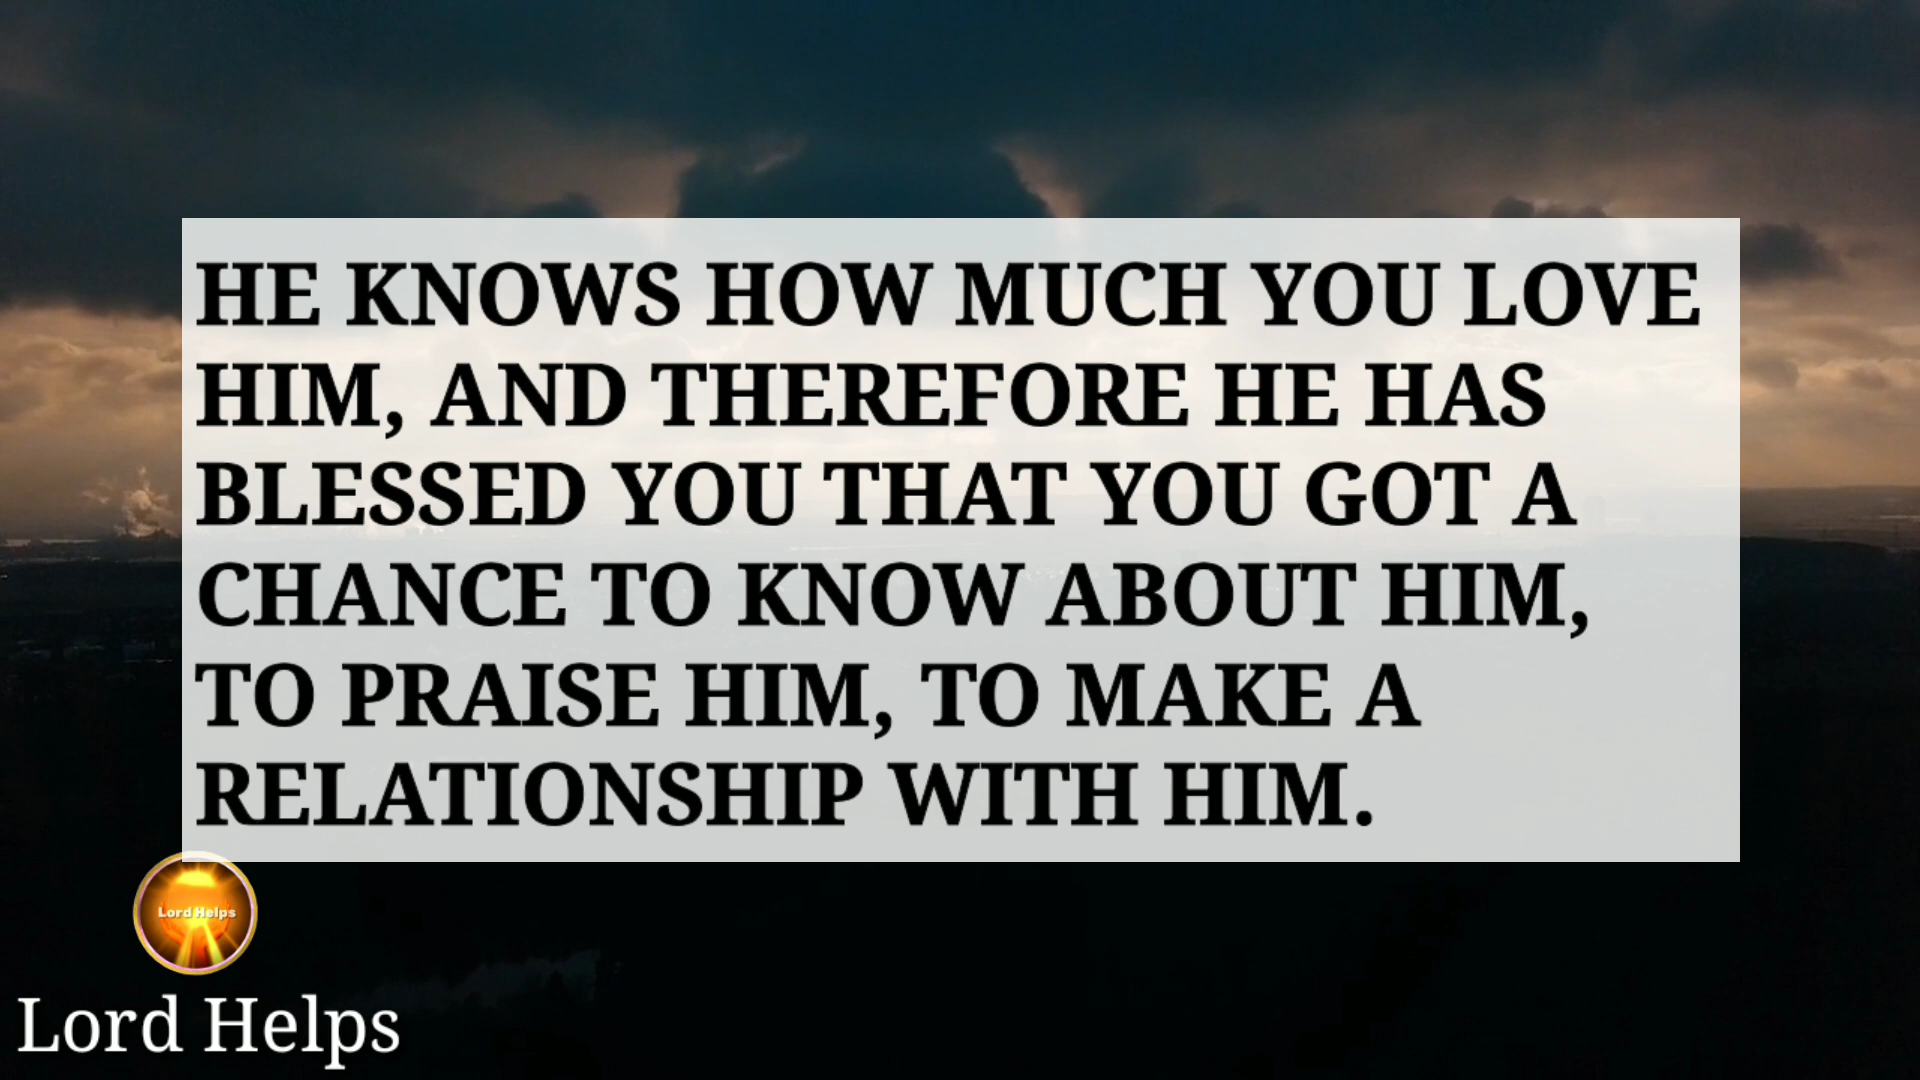 HE KNOWS HOW MUCH YOU LOVE
HIM, AND THEREFORE HE HAS
BLESSED YOU THAT YOU GOT A
CHANCE TO KNOW ABOUT HIM,
TO PRAISE HIM, TO MAKE A
RELATIONSHIP WITH HIM.
Lord Helps
Lord Helps